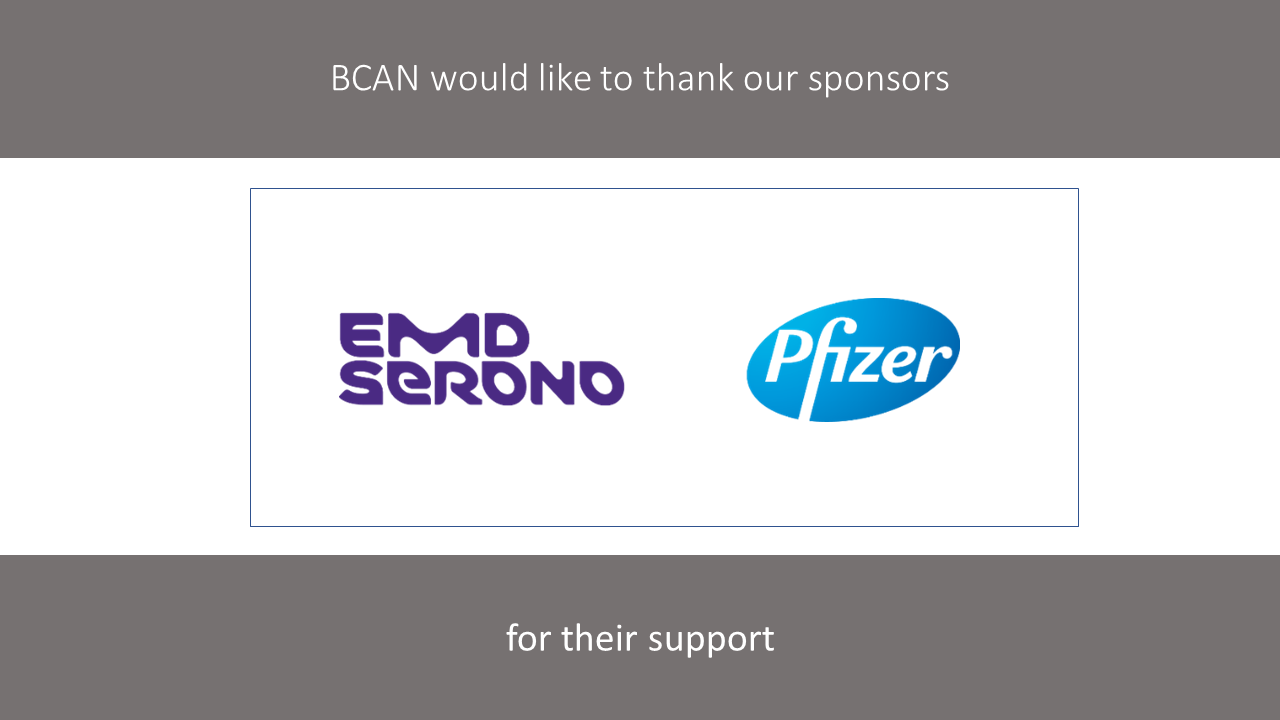 BCAN would like to thank our sponsors
EMD
SERONO
Pfizer
for their support